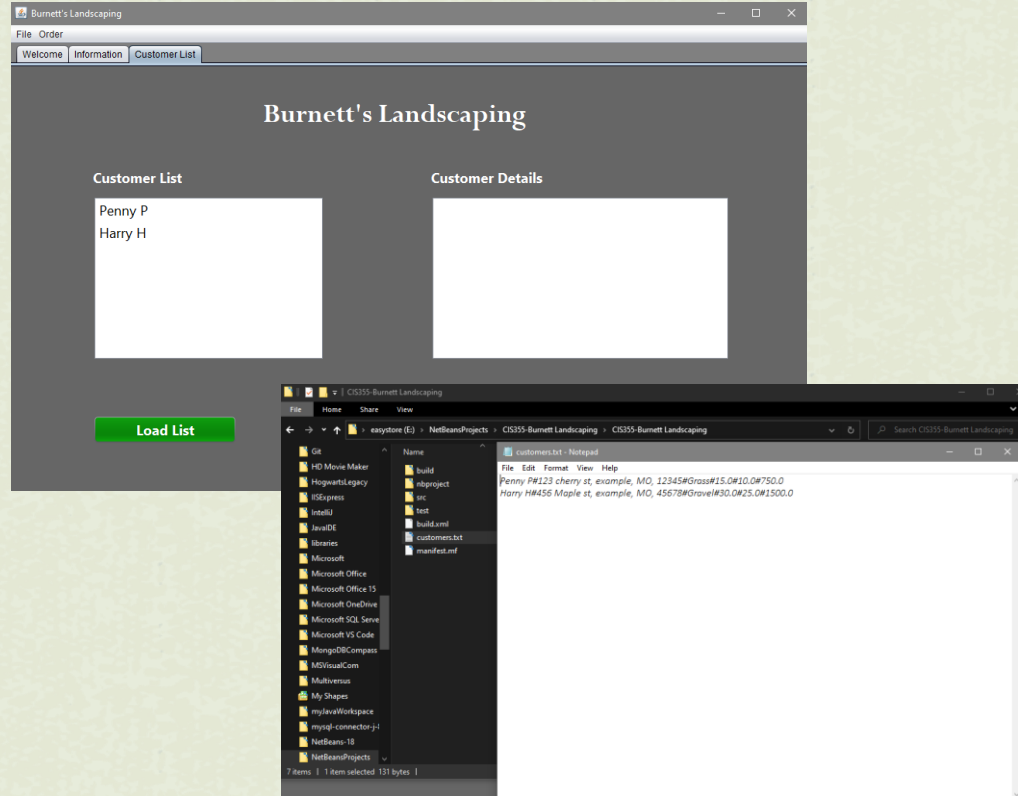 Burnett's Landscaping
File Order
Welcome Information Customer List
Burnett's Landscaping
Customer List
Customer Details
Penny P
Harry H
Load List
CIS355-Burnett Landscaping
File Home Share View
easystore (E:) › NetBeansProjects › CIS355-Burnett Landscaping › CIS355-Burnett Landscaping
Search CIS355-Burnett Landscaping
Git
HD Movie Maker
HogwartsLegacy
IISExpress
IntelliJ
JavaIDE
libraries
Microsoft
Microsoft Office
Microsoft Office 15
Microsoft OneDrive
Microsoft SQL Serve
Microsoft VS Code
MongoDBCompass
MSVisualCom
Multiversus
My Shapes
myJavaWorkspace
mysql-connector-j-8
NetBeans-18
NetBeansProjects
Name
build
nbproject
src
test
build.xml
customers.txt
manifest.mf
7 items 1 item selected 131 bytes
customers.txt - Notepad
File Edit Format View Help
Penny P#123 cherry st, example, MO, 12345#Grass#15.0#10.0#750.0
Harry H#456 Maple st, example, MO, 45678#Gravel#30.0#25.0#1500.0